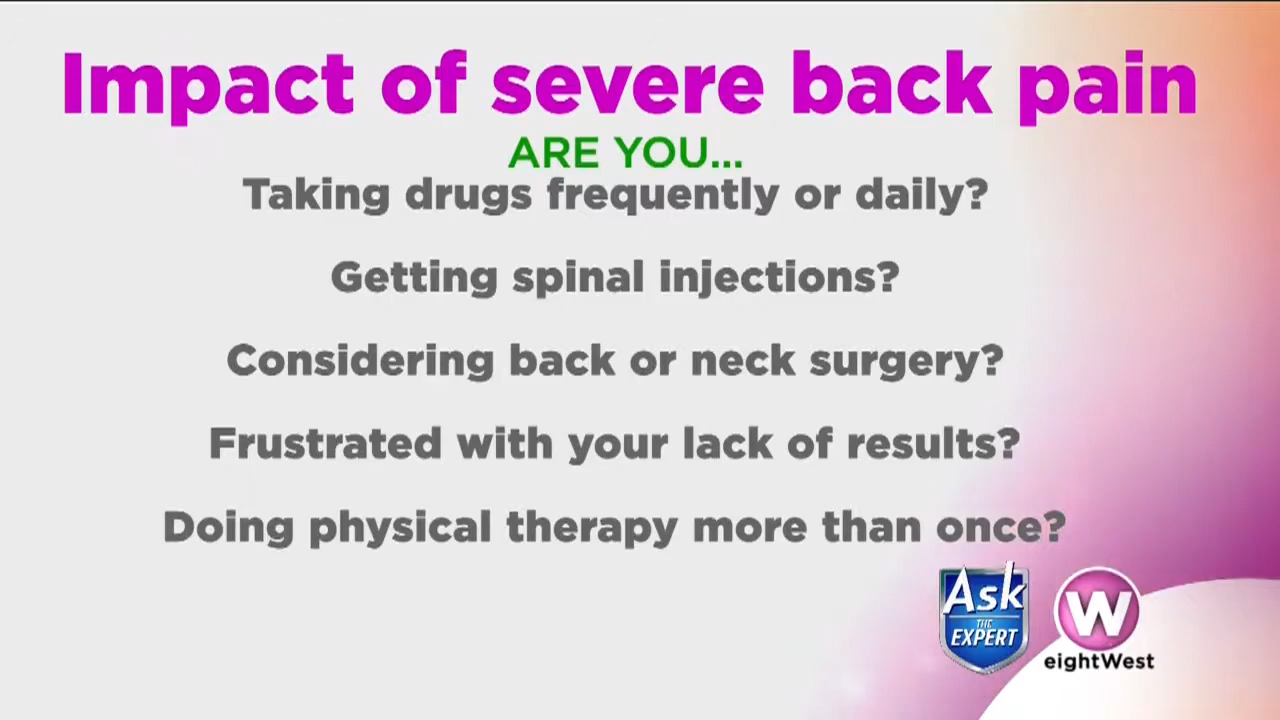 Impact of severe back pain
ARE YOU...
Taking drugs frequently or daily?
Getting spinal injections?
Considering back or neck surgery?
Frustrated with your lack of results?
Doing physical therapy more than once?
Ask
THE
EXPERT
W
eightWest